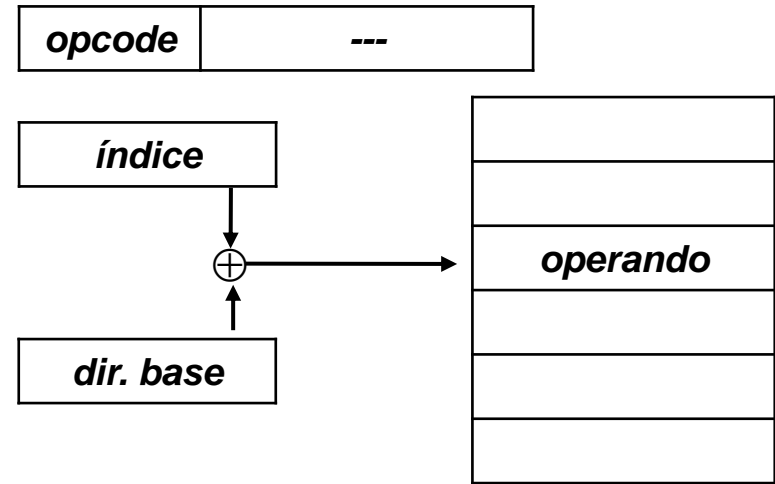 opcode ---
índice
operando
dir. base